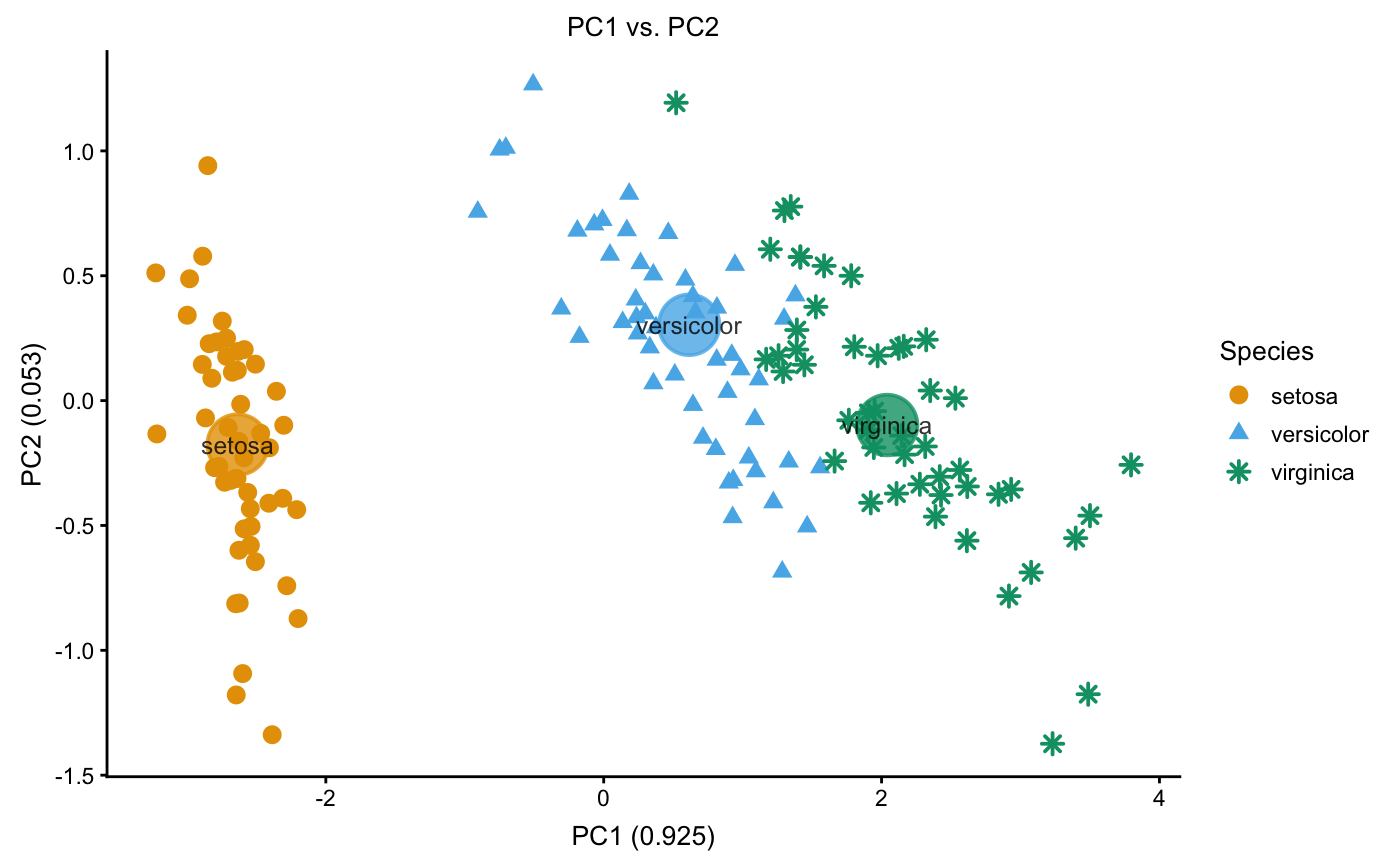 PC1 vs. PC2
1.0
0.5
0.0
-0.5
-1.0
-1.5
PC2 (0.053)
setosa
versicolor
virginica
-2
0
2
4
PC1 (0.925)
Species
setosa
versicolor
virginica